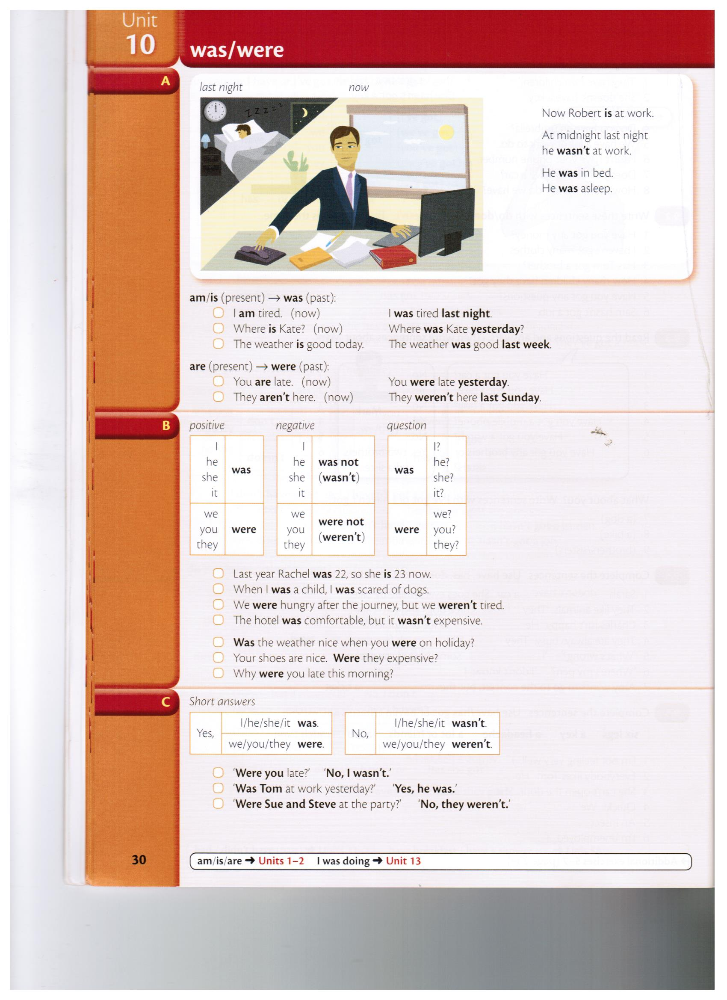 Unit
10
was/were
A
last night now
zzzzz
Now Robert is at work.
At midnight last night
he wasn't at work.
He was in bed.
He was asleep.
am/is (present) → was (past):
I am tired. (now) I was tired last night.
Where is Kate? (now) Where was Kate yesterday?
The weather is good today. The weather was good last week.
are (present) → were (past):
You are late. (now) You were late yesterday.
They aren't here. (now) They weren't here last Sunday.
B
positive negative question
I I I?
he he was not he?
was was
she she (wasn't) she?
it it it?
we we were not we?
you were you were you?
they they (weren't) they?
Last year Rachel was 22, so she is 23 now.
When I was a child, I was scared of dogs.
We were hungry after the journey, but we weren't tired.
The hotel was comfortable, but it wasn't expensive.
Was the weather nice when you were on holiday?
Your shoes are nice. Were they expensive?
Why were you late this morning?
C
Short answers
I/he/she/it was. I/he/she/it wasn't.
Yes, No,
we/you/they were. we/you/they weren't.
'Were you late?' 'No, I wasn't.'
'Was Tom at work yesterday?' 'Yes, he was.'
'Were Sue and Steve at the party?' 'No, they weren't.'
30
am/is/are → Units 1–2 I was doing → Unit 13